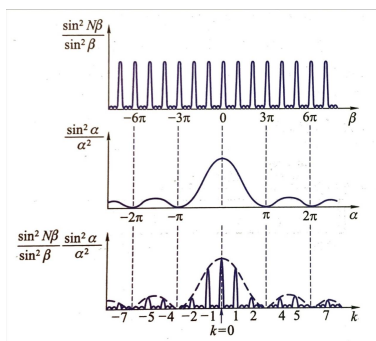 sin² Nβ
sin² β
−6π −3π 0 3π 6π β
sin² α
α²
−2π −π π 2π α
sin² Nβ sin² α
sin² β α²
−7 −5 −4 −2 −1 1 2 4 5 7 k
k=0